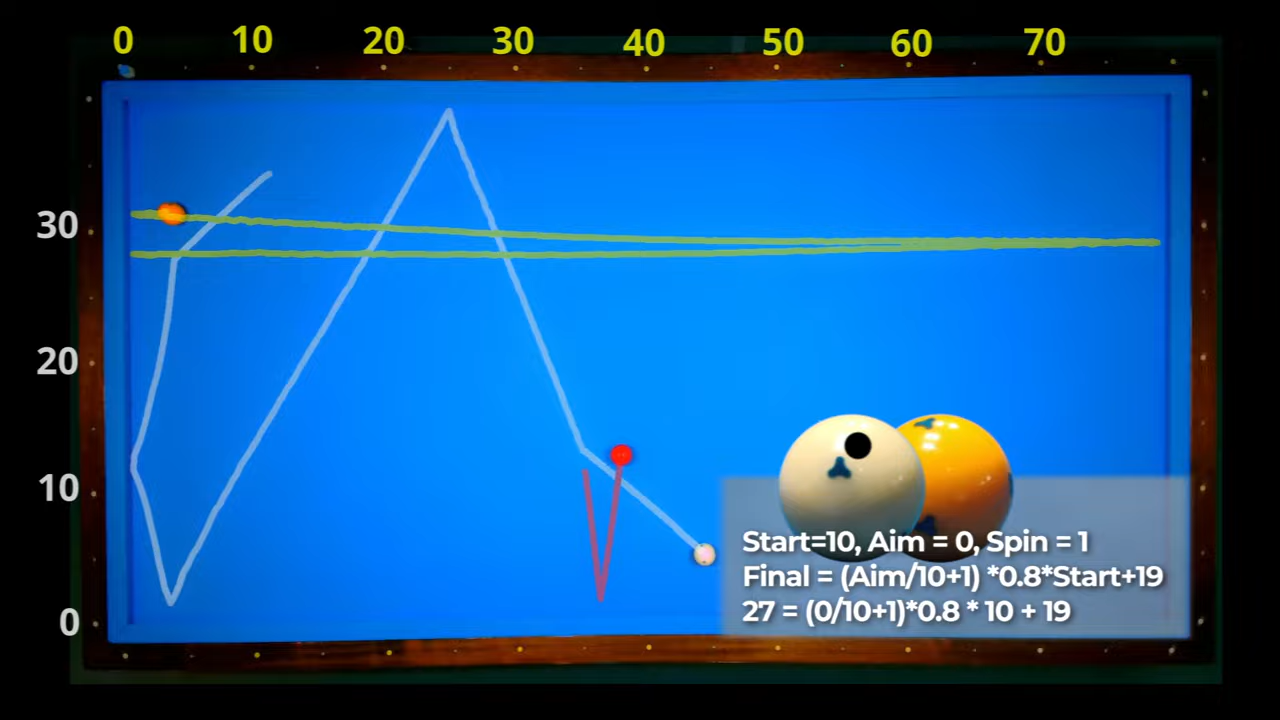 0 10 20 30 40 50 60 70
30
20
10
0
Start=10, Aim = 0, Spin = 1
Final = (Aim/10+1) *0.8*Start+19
27 = (0/10+1)*0.8 * 10 + 19